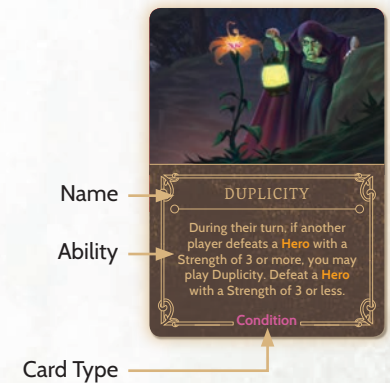 Name
DUPLICITY
Ability
During their turn, if another
player defeats a Hero with a
Strength of 3 or more, you may
play Duplicity. Defeat a Hero
with a Strength of 3 or less.
Condition
Card Type